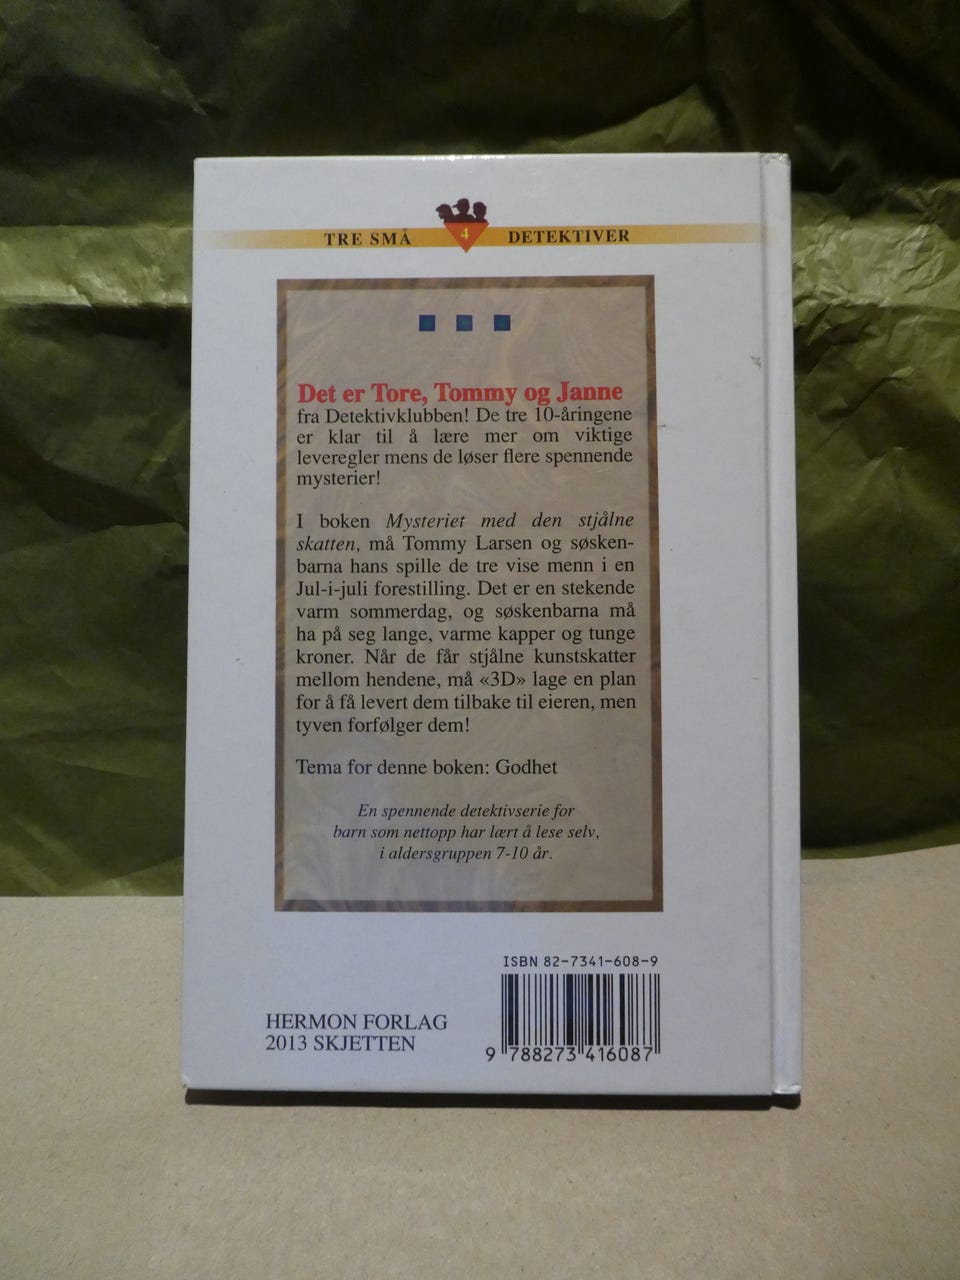 TRE SMÅ 4 DETEKTIVER
Det er Tore, Tommy og Janne
fra Detektivklubben! De tre 10-åringene
er klar til å lære mer om viktige
leveregler mens de løser flere spennende
mysterier!
I boken Mysteriet med den stjålne
skatten, må Tommy Larsen og søsken-
barna hans spille de tre vise menn i en
Jul-i-juli forestilling. Det er en stekende
varm sommerdag, og søskenbarna må
ha på seg lange, varme kapper og tunge
kroner. Når de får stjålne kunstskatter
mellom hendene, må «3D» lage en plan
for å få levert dem tilbake til eieren, men
tyven forfølger dem!
Tema for denne boken: Godhet
En spennende detektivserie for
barn som nettopp har lært å lese selv,
i aldersgruppen 7-10 år.
ISBN 82-7341-608-9
HERMON FORLAG
2013 SKJETTEN
9 788273 416087